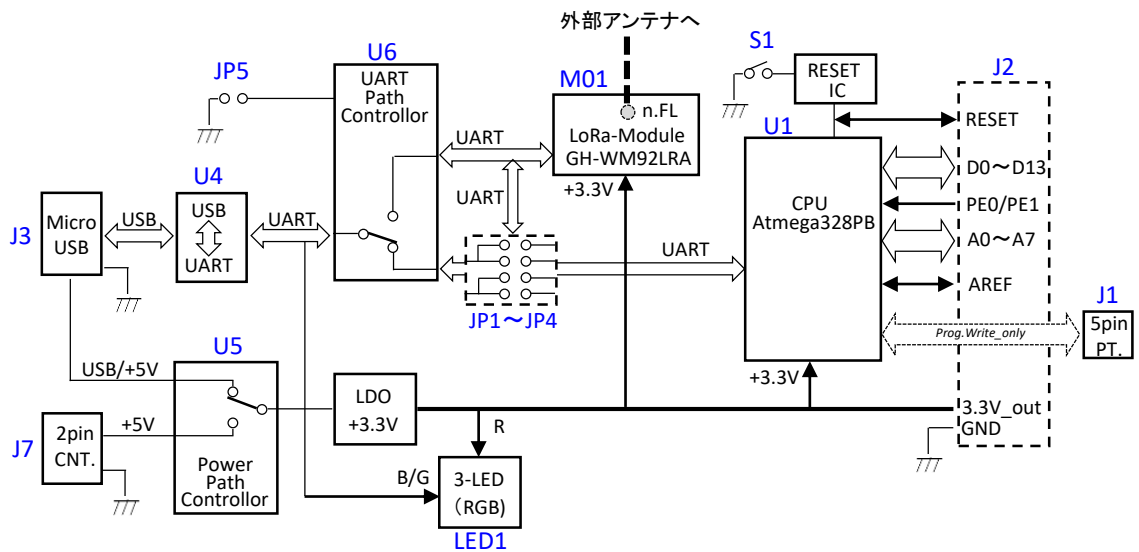 外部アンテナへ
S1
U6
JP5
UART
Path
Controllor
M01
n.FL
LoRa-Module
GH-WM92LRA
RESET
IC
J2
U1
RESET
UART
+3.3V
D0～D13
CPU
Atmega328PB
PE0/PE1
A0～A7
AREF
U4
J3
Micro
USB
USB
USB
UART
UART
UART
UART
JP1～JP4
J1
Prog.Write_only
5pin
PT.
U5
USB/+5V
+3.3V
LDO
+3.3V
3.3V_out
GND
R
J7
2pin
CNT.
+5V
Power
Path
Controllor
B/G
3-LED
（RGB)
LED1